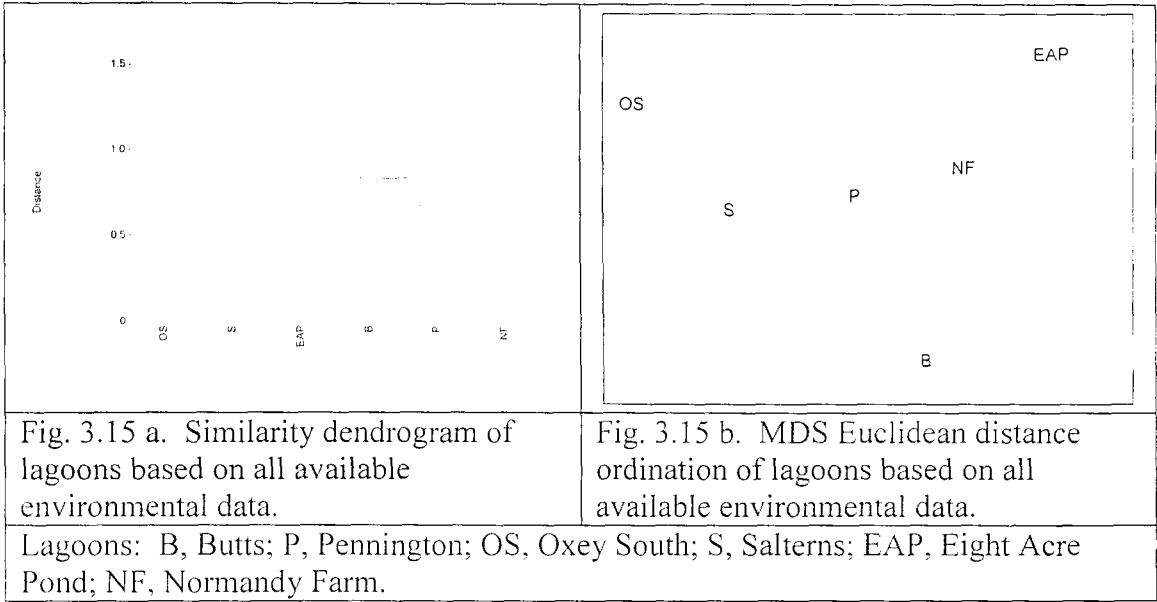 1.5
1.0
Distance
0.5
0
OS
S
EAP
B
P
NF
EAP
OS
NF
P
S
B
Fig. 3.15 a. Similarity dendrogram of
lagoons based on all available
environmental data.
Fig. 3.15 b. MDS Euclidean distance
ordination of lagoons based on all
available environmental data.
Lagoons: B, Butts; P, Pennington; OS, Oxey South; S, Salterns; EAP, Eight Acre
Pond; NF, Normandy Farm.